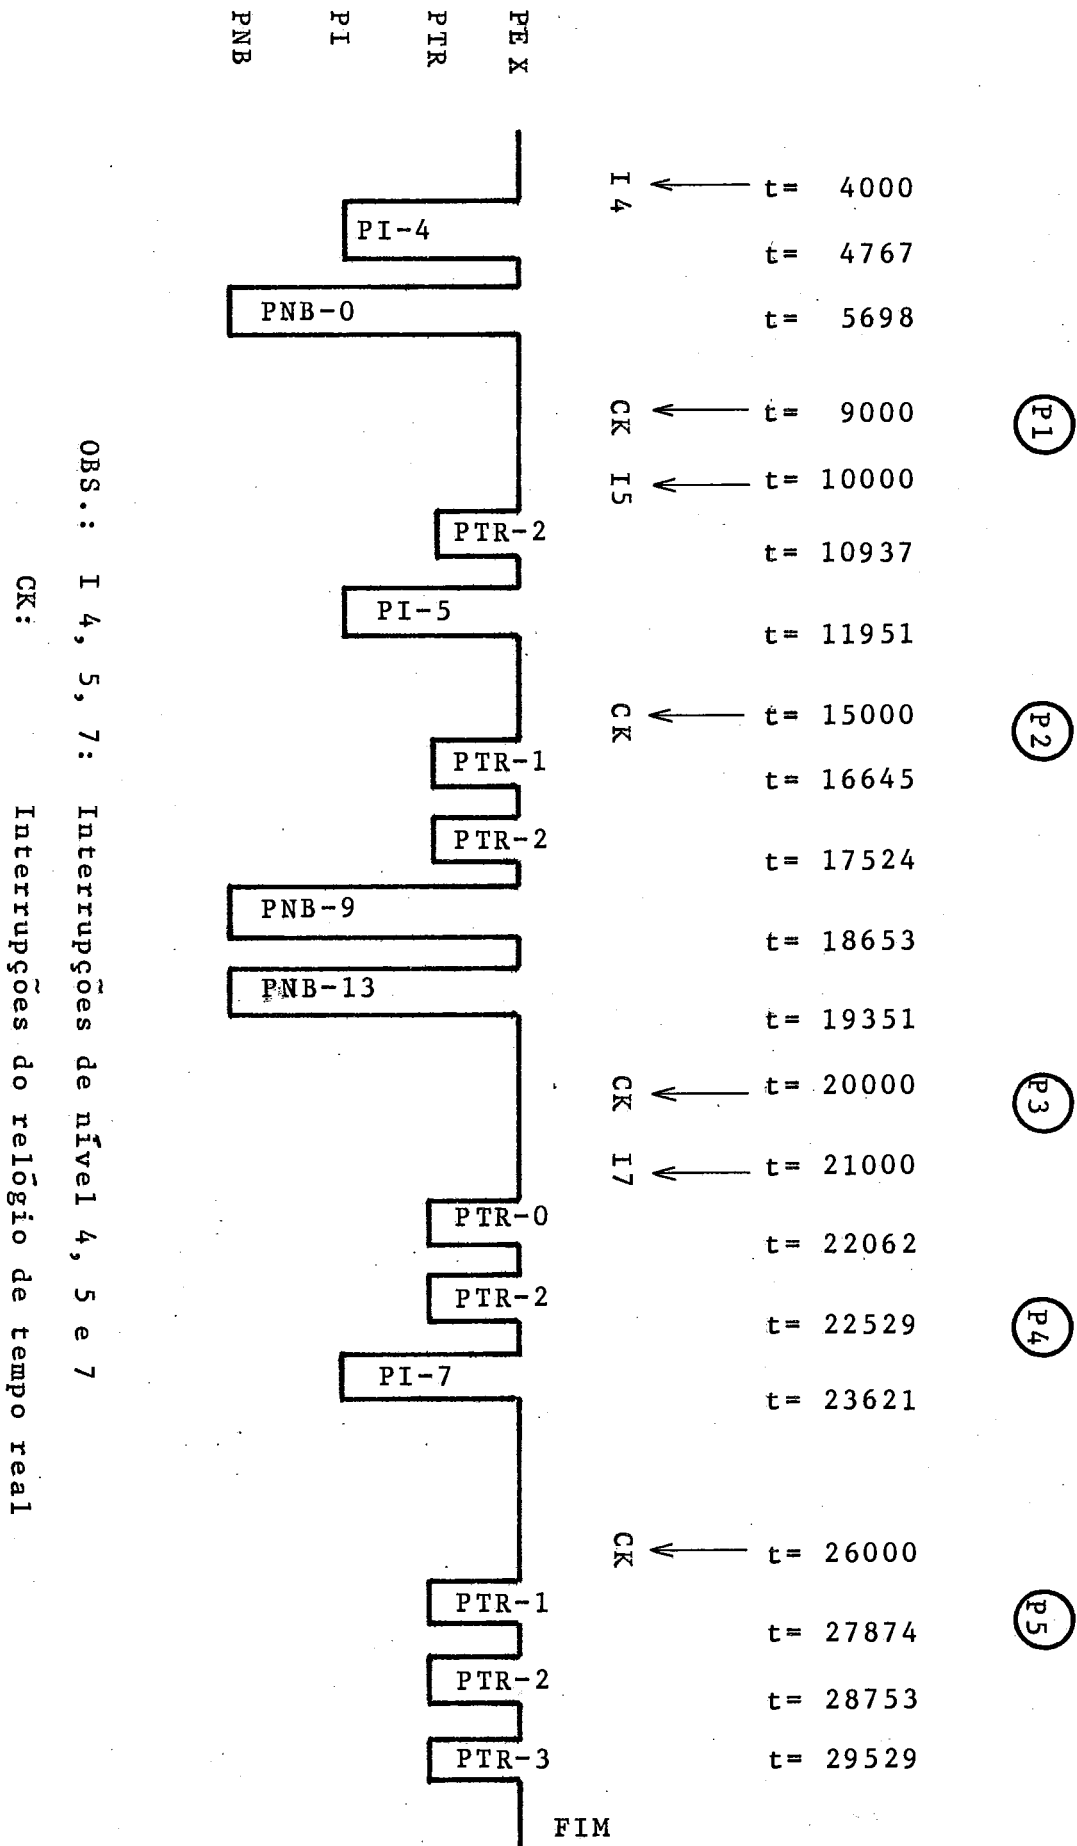 PNB
PI
PTR
PEX
I 4
t= 4000
PI-4
t= 4767
PNB-0
t= 5698
CK
t= 9000
P1
I5
t= 10000
PTR-2
t= 10937
PI-5
t= 11951
CK
t= 15000
P2
PTR-1
t= 16645
PTR-2
t= 17524
PNB-9
t= 18653
PNB-13
t= 19351
CK
t= 20000
P3
I7
t= 21000
PTR-0
t= 22062
PTR-2
t= 22529
P4
PI-7
t= 23621
CK
t= 26000
PTR-1
t= 27874
P5
PTR-2
t= 28753
PTR-3
t= 29529
FIM
OBS.: I 4, 5, 7: Interrupções de nível 4, 5 e 7
CK: Interrupções do relógio de tempo real